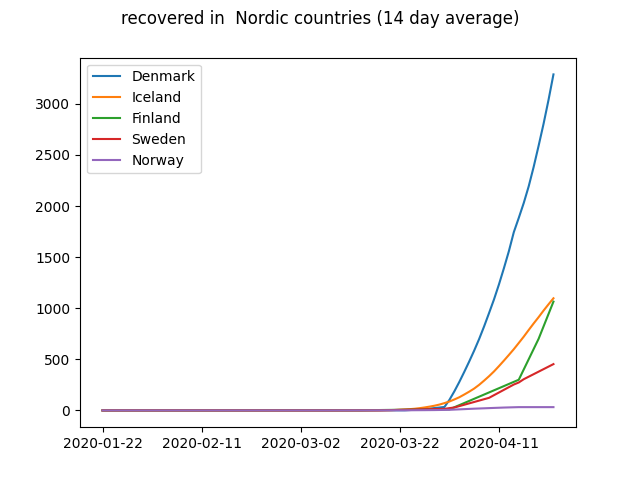 recovered in  Nordic countries (14 day average)
Denmark
Iceland
Finland
Sweden
Norway
3000
2500
2000
1500
1000
500
0
2020-01-22 2020-02-11 2020-03-02 2020-03-22 2020-04-11